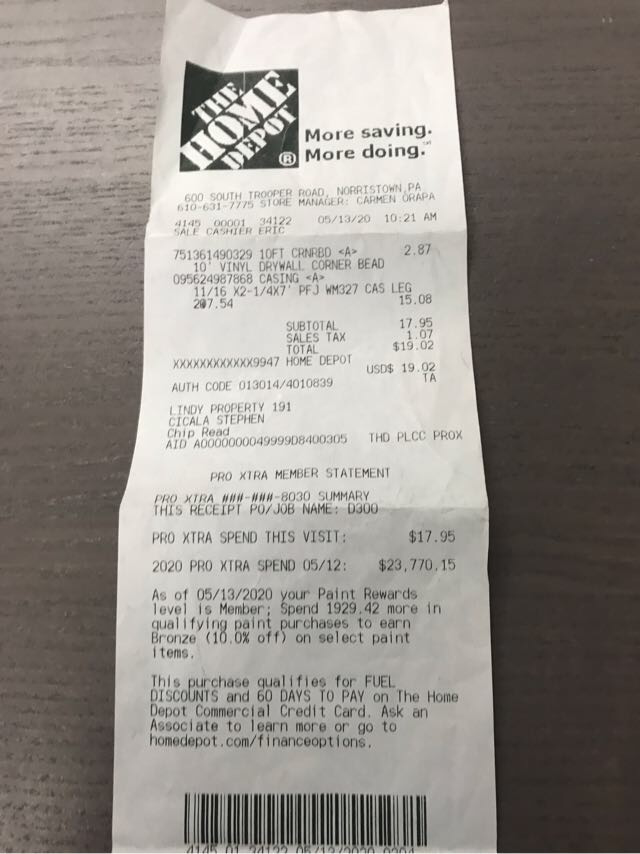 THE
HOME
DEPOT
®
More saving.
More doing.℠
600 SOUTH TROOPER ROAD, NORRISTOWN,PA
610-631-7775 STORE MANAGER: CARMEN ORAPA
4145 00001 34122 05/13/20 10:21 AM
SALE CASHIER ERIC
751361490329 10FT CRNRBD <A> 2.87
10' VINYL DRYWALL CORNER BEAD
095624987868 CASING <A>
11/16 X2-1/4X7' PFJ WM327 CAS LEG
2@7.54 15.08
SUBTOTAL 17.95
SALES TAX 1.07
TOTAL $19.02
XXXXXXXXXXXX9947 HOME DEPOT
USD$ 19.02
AUTH CODE 013014/4010839 TA
LINDY PROPERTY 191
CICALA STEPHEN
Chip Read
AID A0000000049999D8400305 THD PLCC PROX
PRO XTRA MEMBER STATEMENT
PRO XTRA ###-###-8030 SUMMARY
THIS RECEIPT PO/JOB NAME: D300
PRO XTRA SPEND THIS VISIT: $17.95
2020 PRO XTRA SPEND 05/12: $23,770.15
As of 05/13/2020 your Paint Rewards
level is Member; Spend 1929.42 more in
qualifying paint purchases to earn
Bronze (10.0% off) on select paint
items.
This purchase qualifies for FUEL
DISCOUNTS and 60 DAYS TO PAY on The Home
Depot Commercial Credit Card. Ask an
Associate to learn more or go to
homedepot.com/financeoptions.
4145 01 34122 05/13/2020 0204